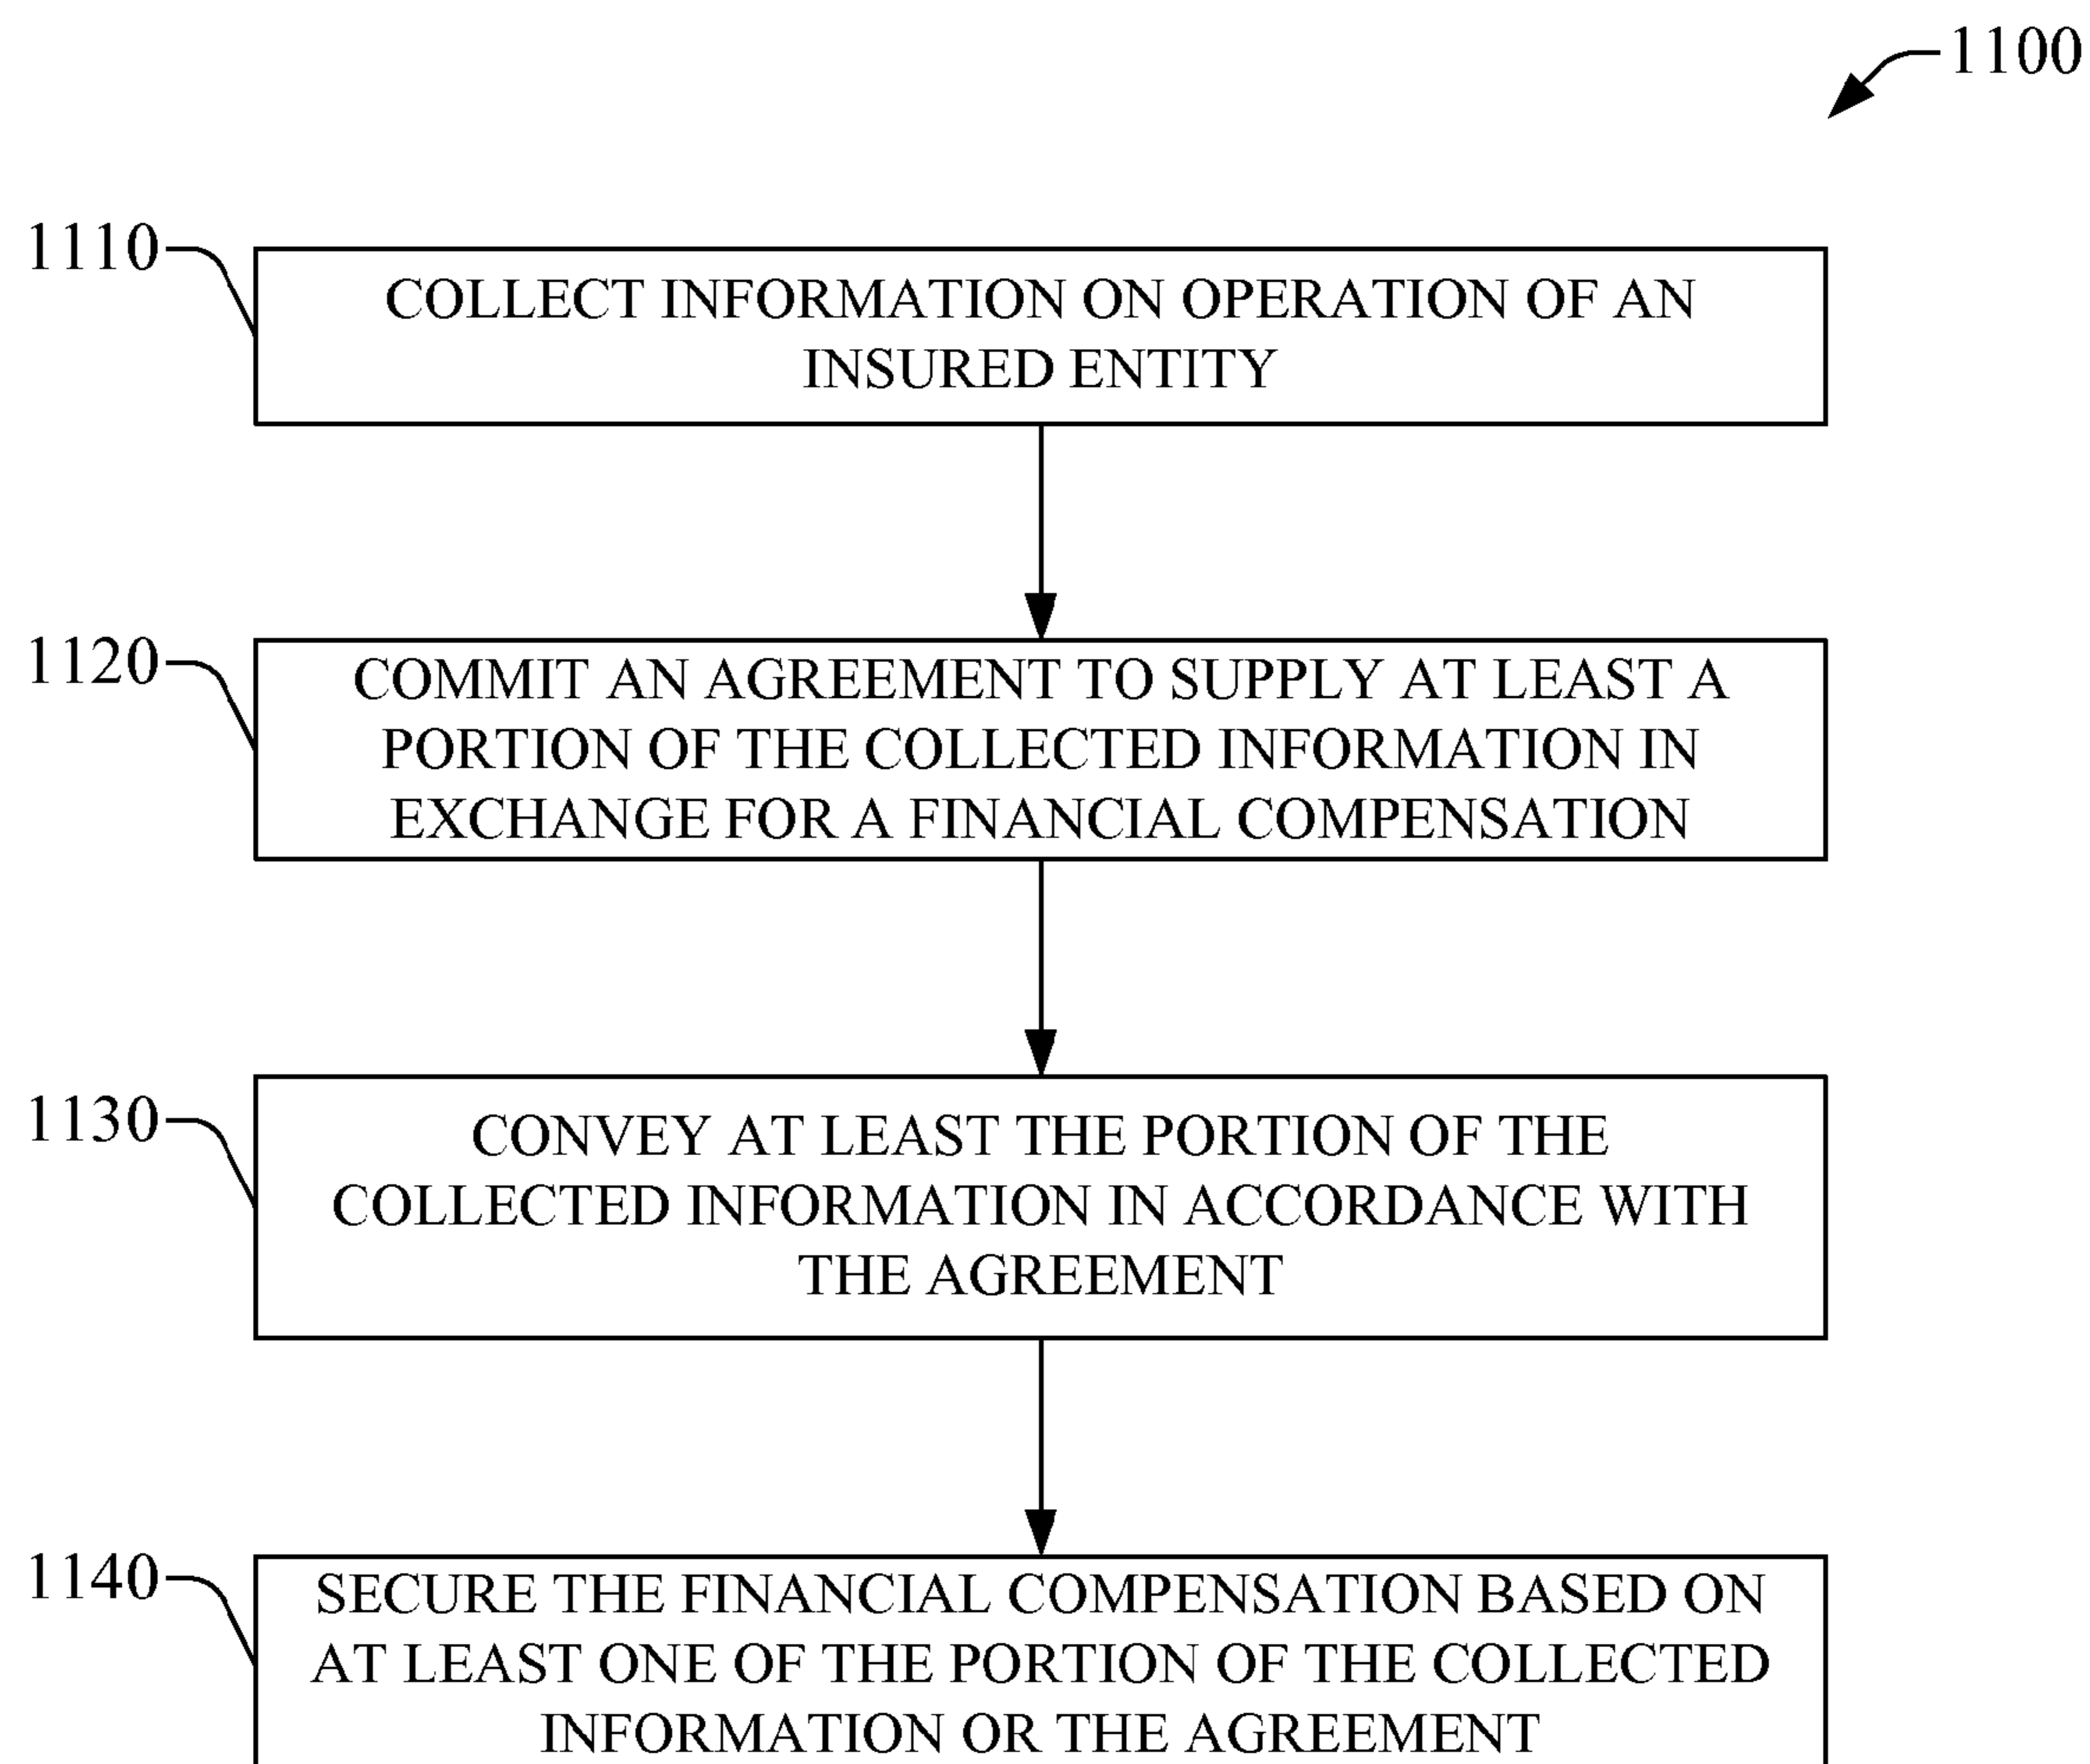 1100
1110
COLLECT INFORMATION ON OPERATION OF AN
INSURED ENTITY
1120
COMMIT AN AGREEMENT TO SUPPLY AT LEAST A
PORTION OF THE COLLECTED INFORMATION IN
EXCHANGE FOR A FINANCIAL COMPENSATION
1130
CONVEY AT LEAST THE PORTION OF THE
COLLECTED INFORMATION IN ACCORDANCE WITH
THE AGREEMENT
1140
SECURE THE FINANCIAL COMPENSATION BASED ON
AT LEAST ONE OF THE PORTION OF THE COLLECTED
INFORMATION OR THE AGREEMENT